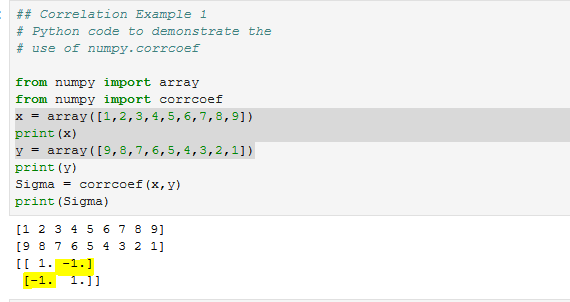 ## Correlation Example 1
# Python code to demonstrate the
# use of numpy.corrcoef
from numpy import array
from numpy import corrcoef
x = array([1,2,3,4,5,6,7,8,9])
print(x)
y = array([9,8,7,6,5,4,3,2,1])
print(y)
Sigma = corrcoef(x,y)
print(Sigma)
[1 2 3 4 5 6 7 8 9]
[9 8 7 6 5 4 3 2 1]
[[ 1. -1.]
[-1.  1.]]